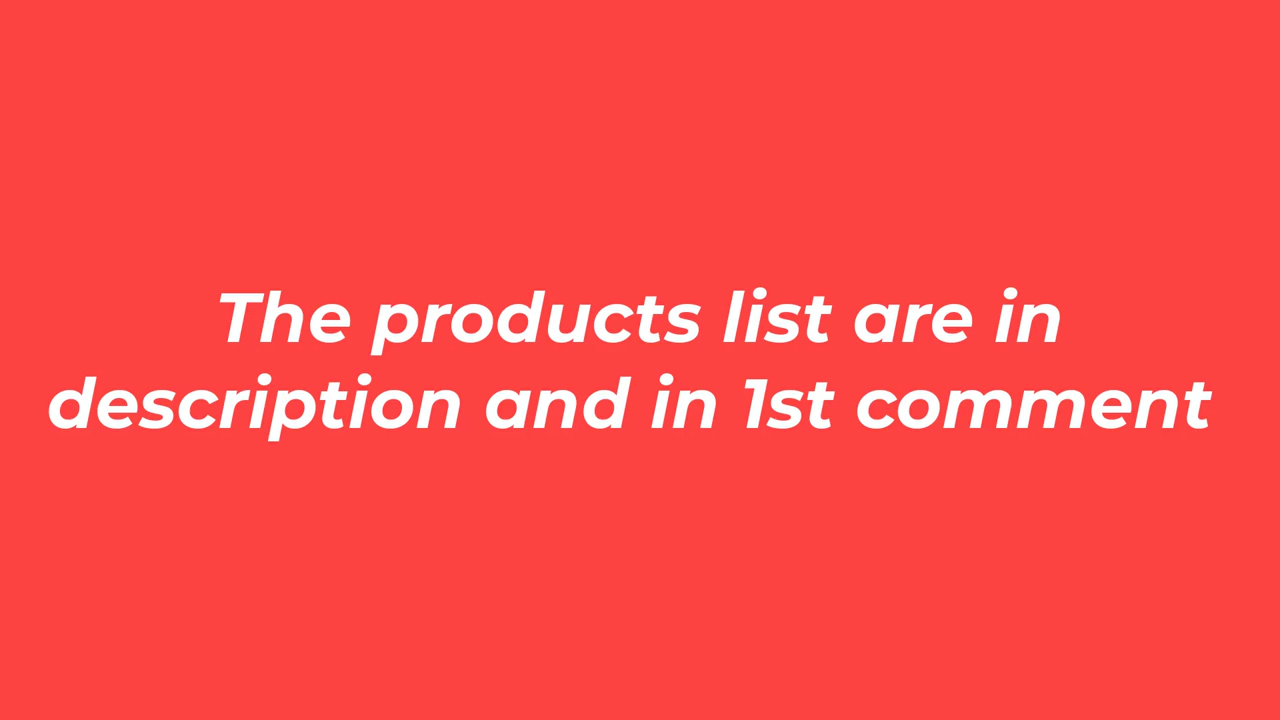 The products list are in
description and in 1st comment